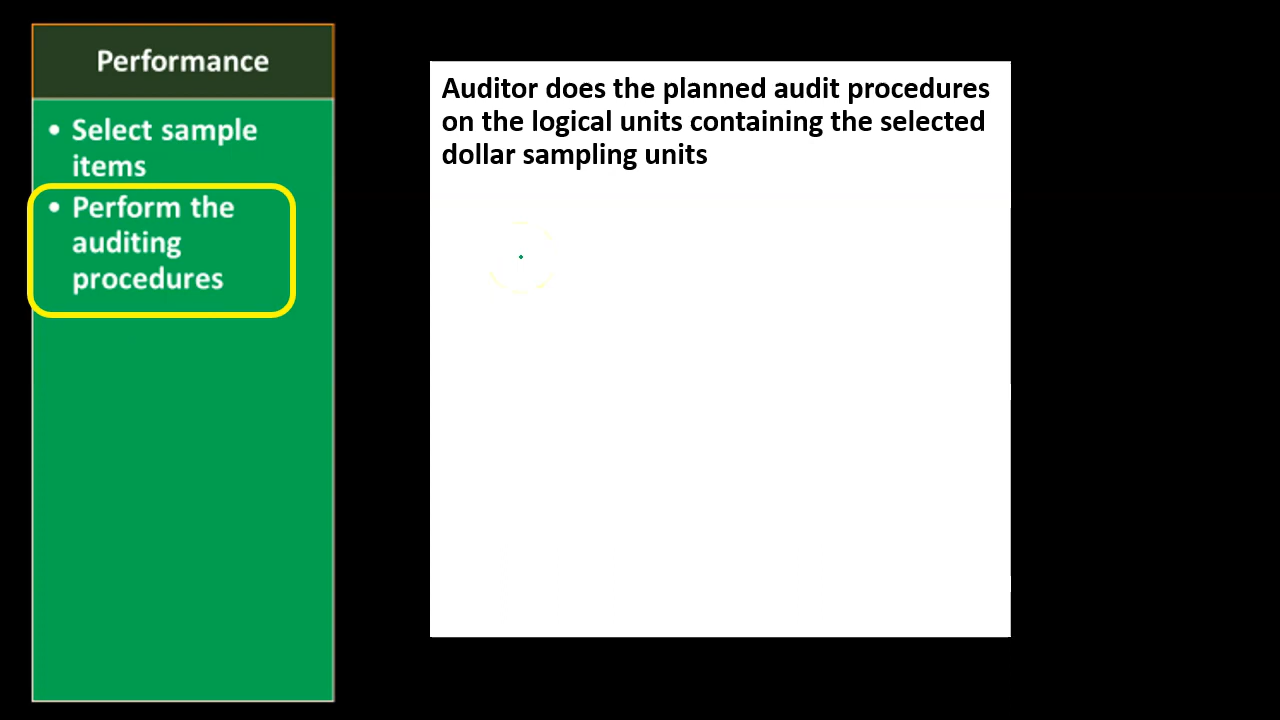 Performance
• Select sample
items
• Perform the
auditing
procedures
Auditor does the planned audit procedures
on the logical units containing the selected
dollar sampling units